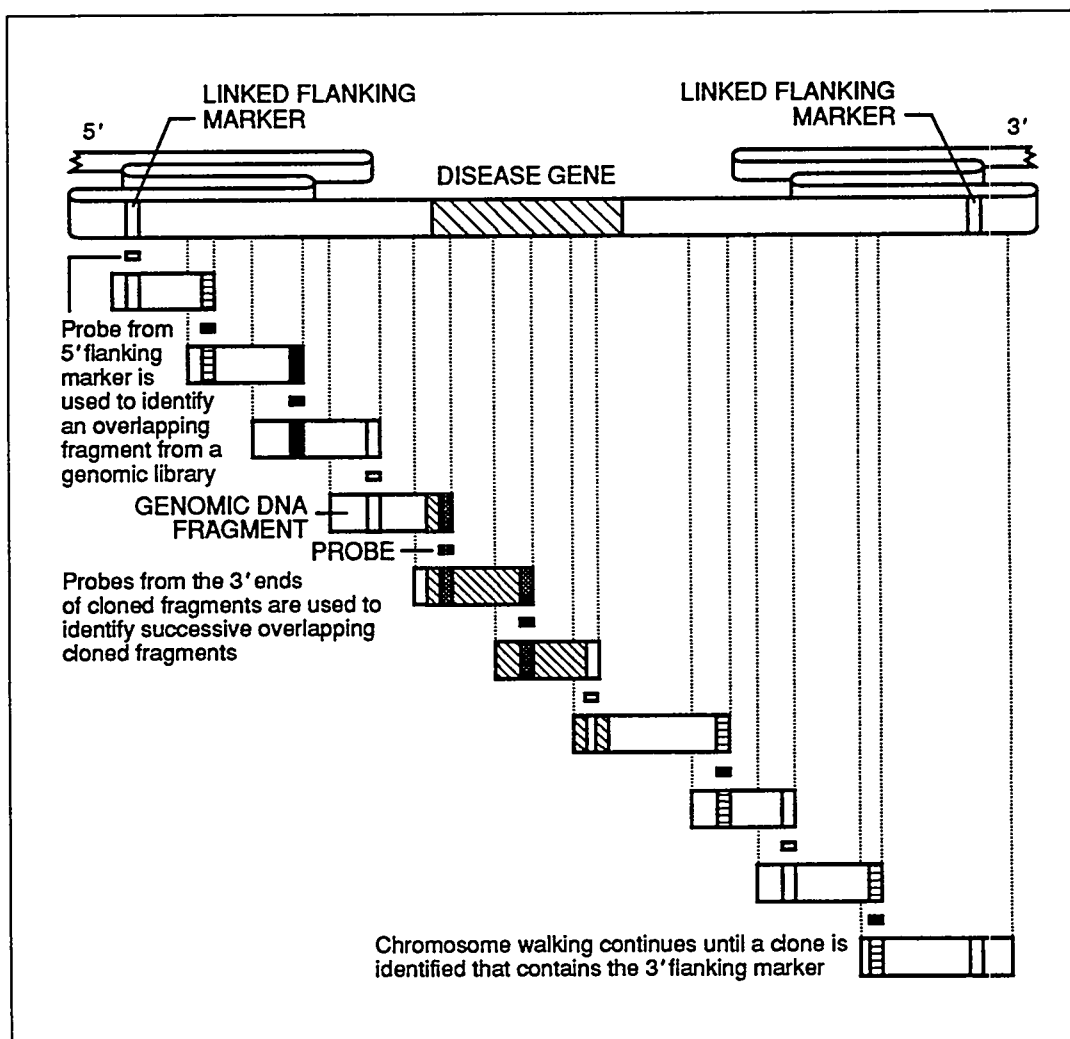 LINKED FLANKING
MARKER
LINKED FLANKING
MARKER
5′
3′
DISEASE GENE
Probe from
5′ flanking
marker is
used to identify
an overlapping
fragment from a
genomic library
GENOMIC DNA
FRAGMENT
PROBE
Probes from the 3′ ends
of cloned fragments are used to
identify successive overlapping
cloned fragments
Chromosome walking continues until a clone is
identified that contains the 3′ flanking marker